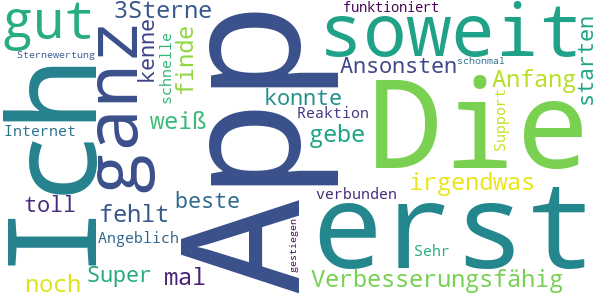 gut
Sternewertung
Ich
Internet
toll
noch
ganz
3Sterne
kenne
schnelle
finde
weiß
fehlt
beste
Angeblich
Super
mal
App
gestiegen
konnte
Reaktion
gebe
funktioniert
soweit
Ansonsten
schonmal
Anfang
starten
Die
Support
irgendwas
verbunden
erst
Sehr
Verbesserungsfähig